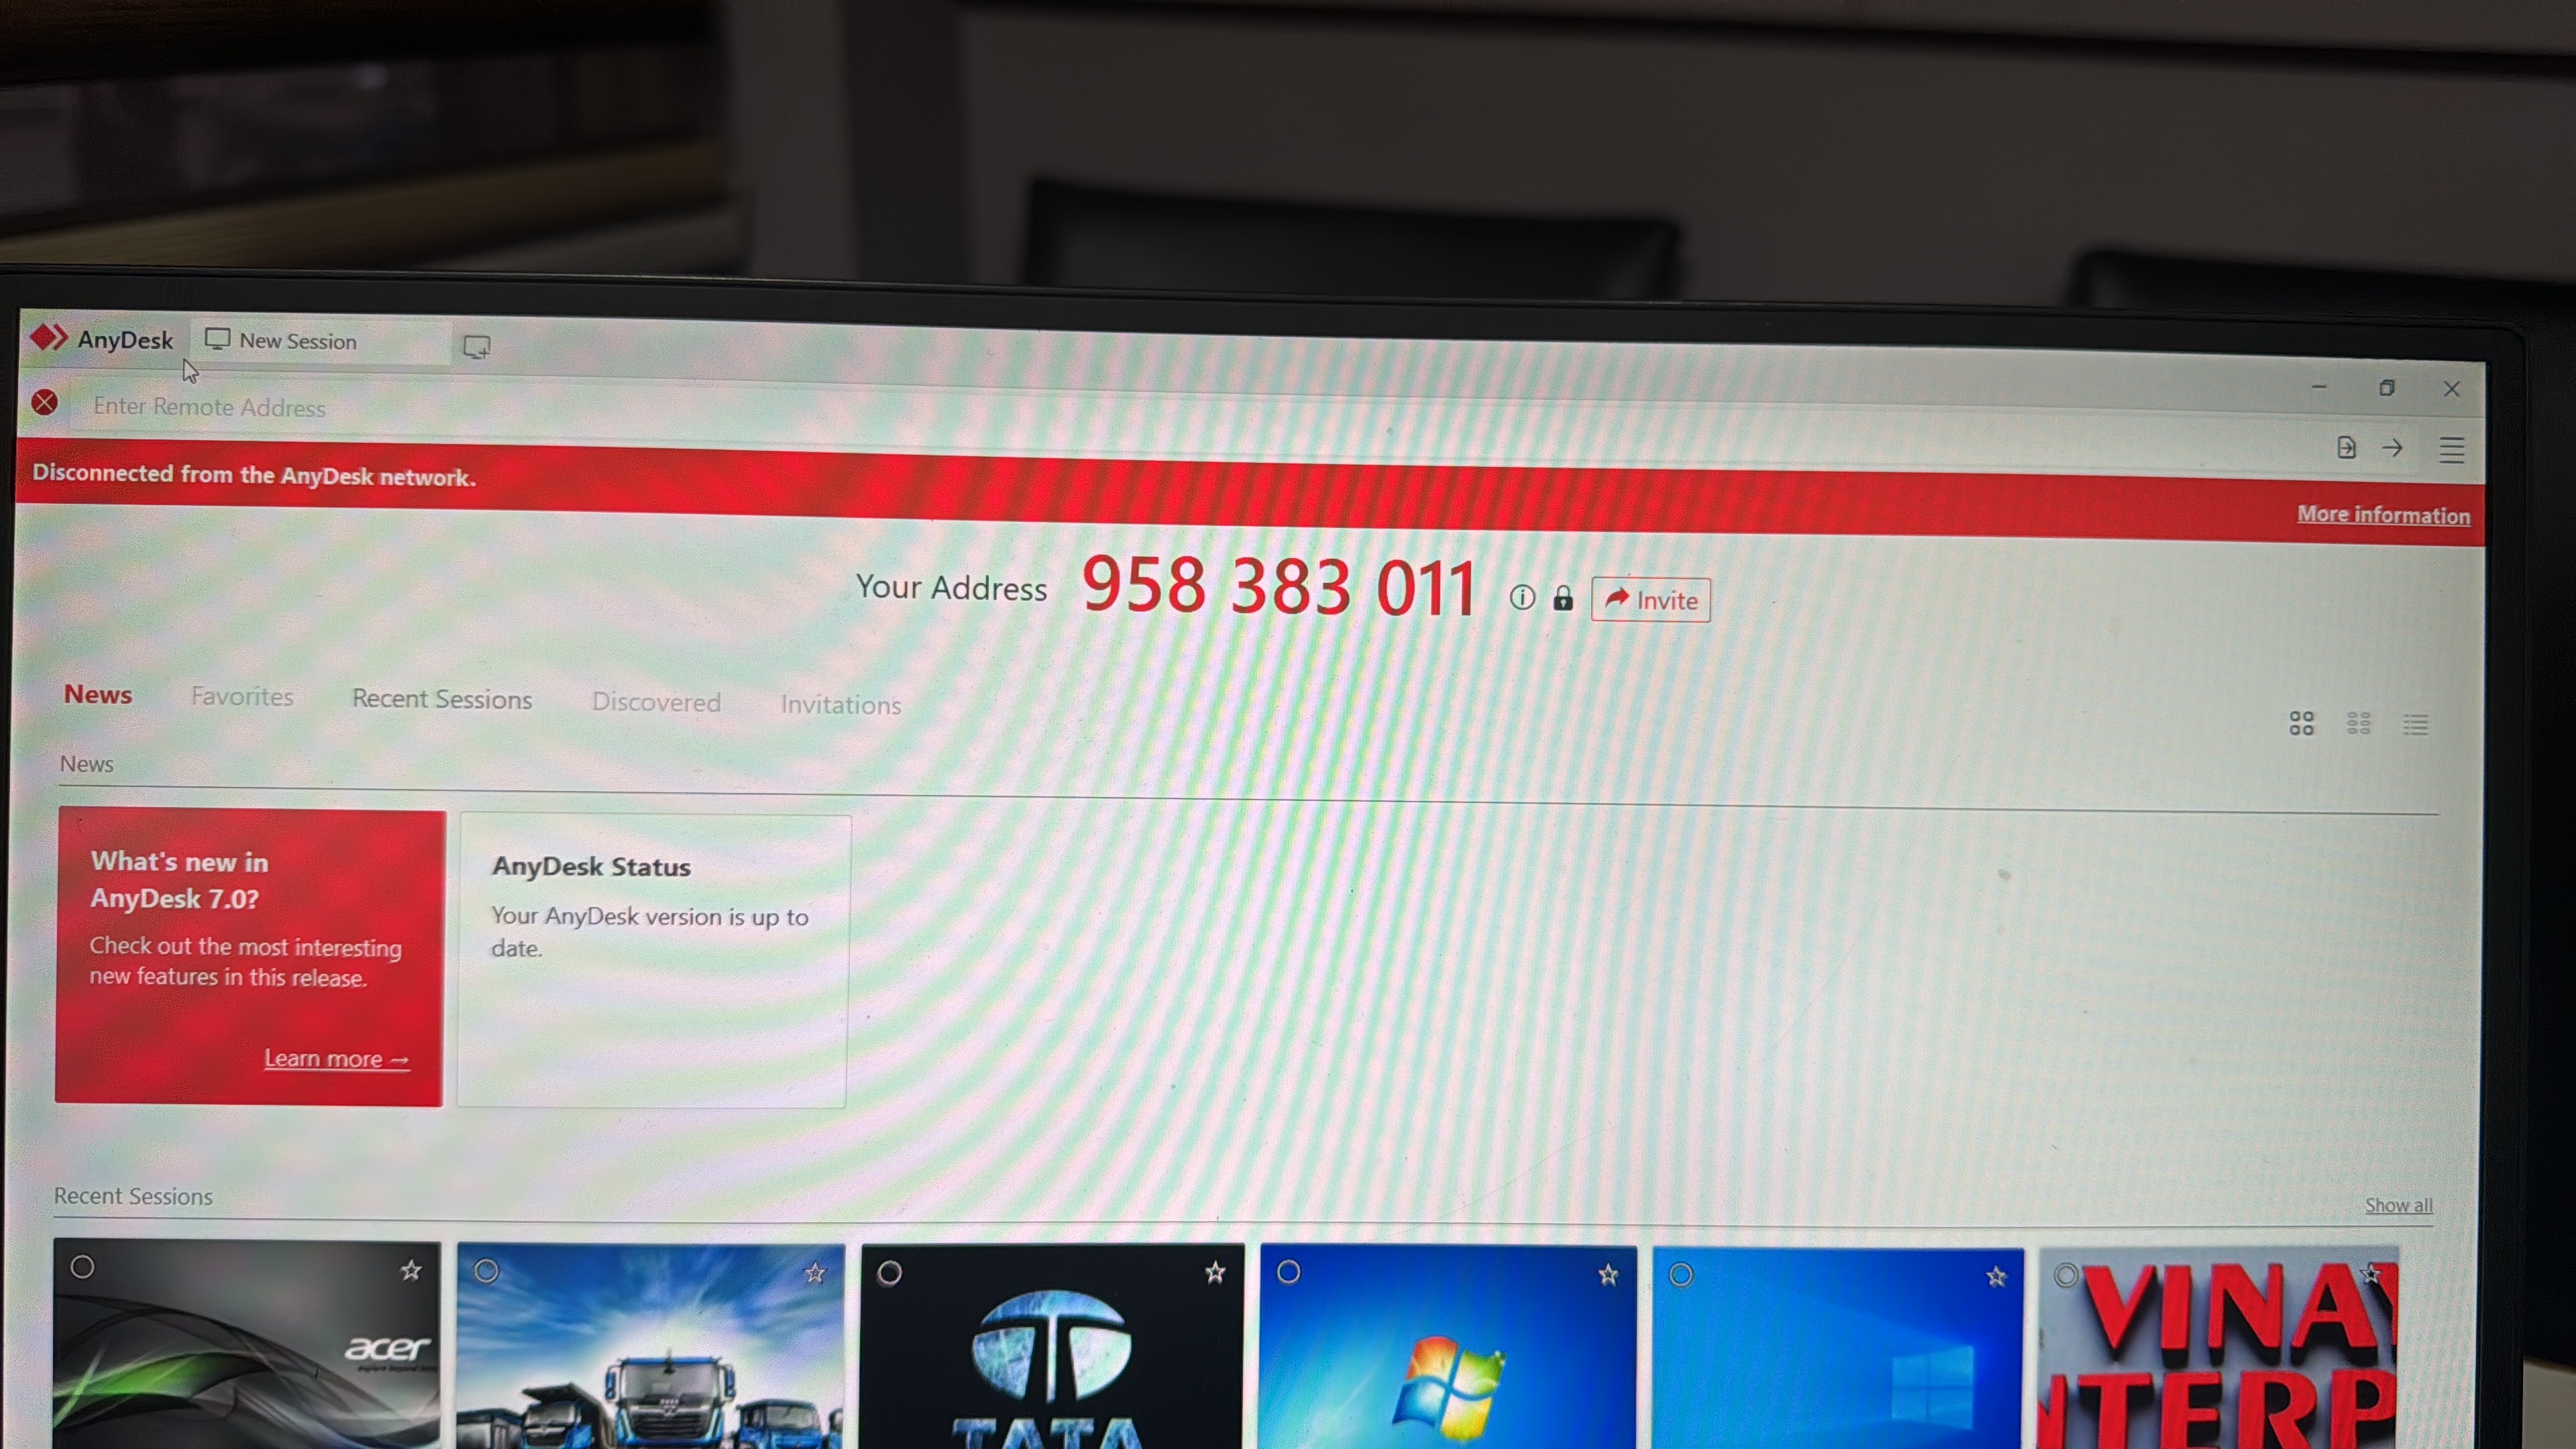 AnyDesk
New Session
Enter Remote Address
Disconnected from the AnyDesk network.
More information
Your Address 958 383 011
Invite
News Favorites Recent Sessions Discovered Invitations
News
What's new in
AnyDesk 7.0?
Check out the most interesting
new features in this release.
Learn more →
AnyDesk Status
Your AnyDesk version is up to
date.
Recent Sessions
Show all
acer
TATA
VINAY
NTERP